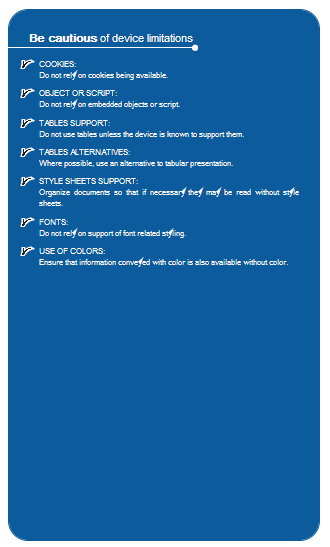 Be cautious of device limitations
COOKIES:
Do not rely on cookies being available.
OBJECT OR SCRIPT:
Do not rely on embedded objects or script.
TABLES SUPPORT:
Do not use tables unless the device is known to support them.
TABLES ALTERNATIVES:
Where possible, use an alternative to tabular presentation.
STYLE SHEETS SUPPORT:
Organize documents so that if necessary they may be read without style
sheets.
FONTS:
Do not rely on support of font related styling.
USE OF COLORS:
Ensure that information conveyed with color is also available without color.